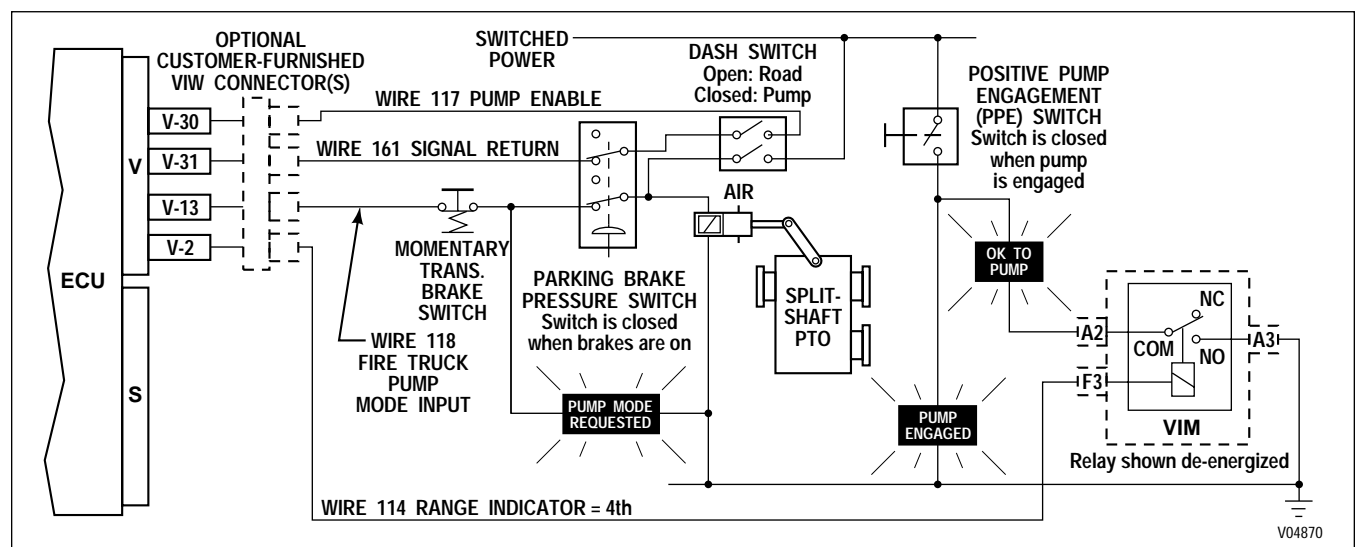 OPTIONAL
CUSTOMER-FURNISHED
VIW CONNECTOR(S)
SWITCHED
POWER
DASH SWITCH
Open: Road
Closed: Pump
POSITIVE PUMP
ENGAGEMENT
(PPE) SWITCH
Switch is closed
when pump
is engaged
WIRE 117 PUMP ENABLE
V-30
WIRE 161 SIGNAL RETURN
V-31
V
V-13
V-2
ECU
S
MOMENTARY
TRANS.
BRAKE
SWITCH
WIRE 118
FIRE TRUCK
PUMP
MODE INPUT
PARKING BRAKE
PRESSURE SWITCH
Switch is closed
when brakes are on
AIR
SPLIT-
SHAFT
PTO
PUMP MODE
REQUESTED
PUMP
ENGAGED
OK TO
PUMP
A2
COM
NC
NO
A3
F3
VIM
Relay shown de-energized
WIRE 114 RANGE INDICATOR = 4th
V04870